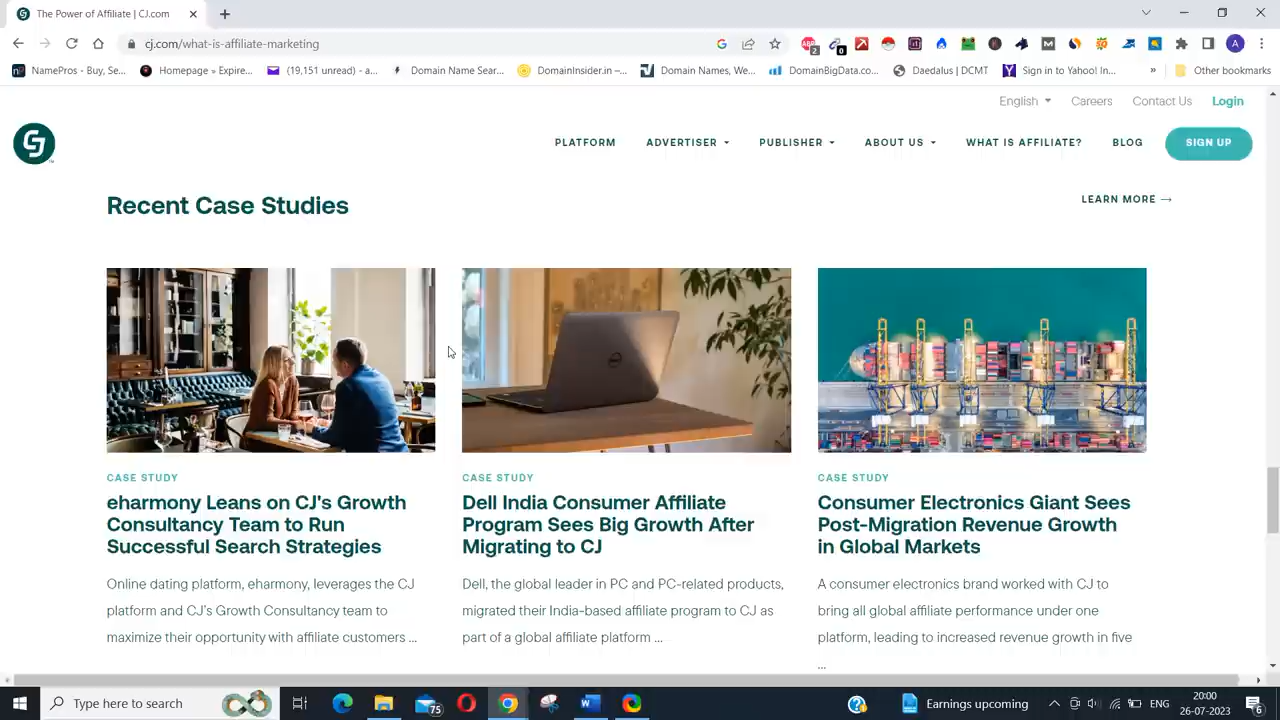 The Power of Affiliate | CJ.com
cj.com/what-is-affiliate-marketing
2
0
A
NamePros - Buy, Se...
Homepage » Expire...
(19,151 unread) - a...
Domain Name Sear...
DomainInsider.in –...
Domain Names, We...
DomainBigData.co...
Daedalus | DCMT
Sign in to Yahoo! In...
»
Other bookmarks
English
Careers
Contact Us
Login
CJ
PLATFORM
ADVERTISER
PUBLISHER
ABOUT US
WHAT IS AFFILIATE?
BLOG
SIGN UP
Recent Case Studies
LEARN MORE →
CASE STUDY
eharmony Leans on CJ's Growth
Consultancy Team to Run
Successful Search Strategies
Online dating platform, eharmony, leverages the CJ
platform and CJ's Growth Consultancy team to
maximize their opportunity with affiliate customers ...
CASE STUDY
Dell India Consumer Affiliate
Program Sees Big Growth After
Migrating to CJ
Dell, the global leader in PC and PC-related products,
migrated their India-based affiliate program to CJ as
part of a global affiliate platform ...
CASE STUDY
Consumer Electronics Giant Sees
Post-Migration Revenue Growth
in Global Markets
A consumer electronics brand worked with CJ to
bring all global affiliate performance under one
platform, leading to increased revenue growth in five
...
Type here to search
75
Earnings upcoming
ENG
20:00
26-07-2023
6